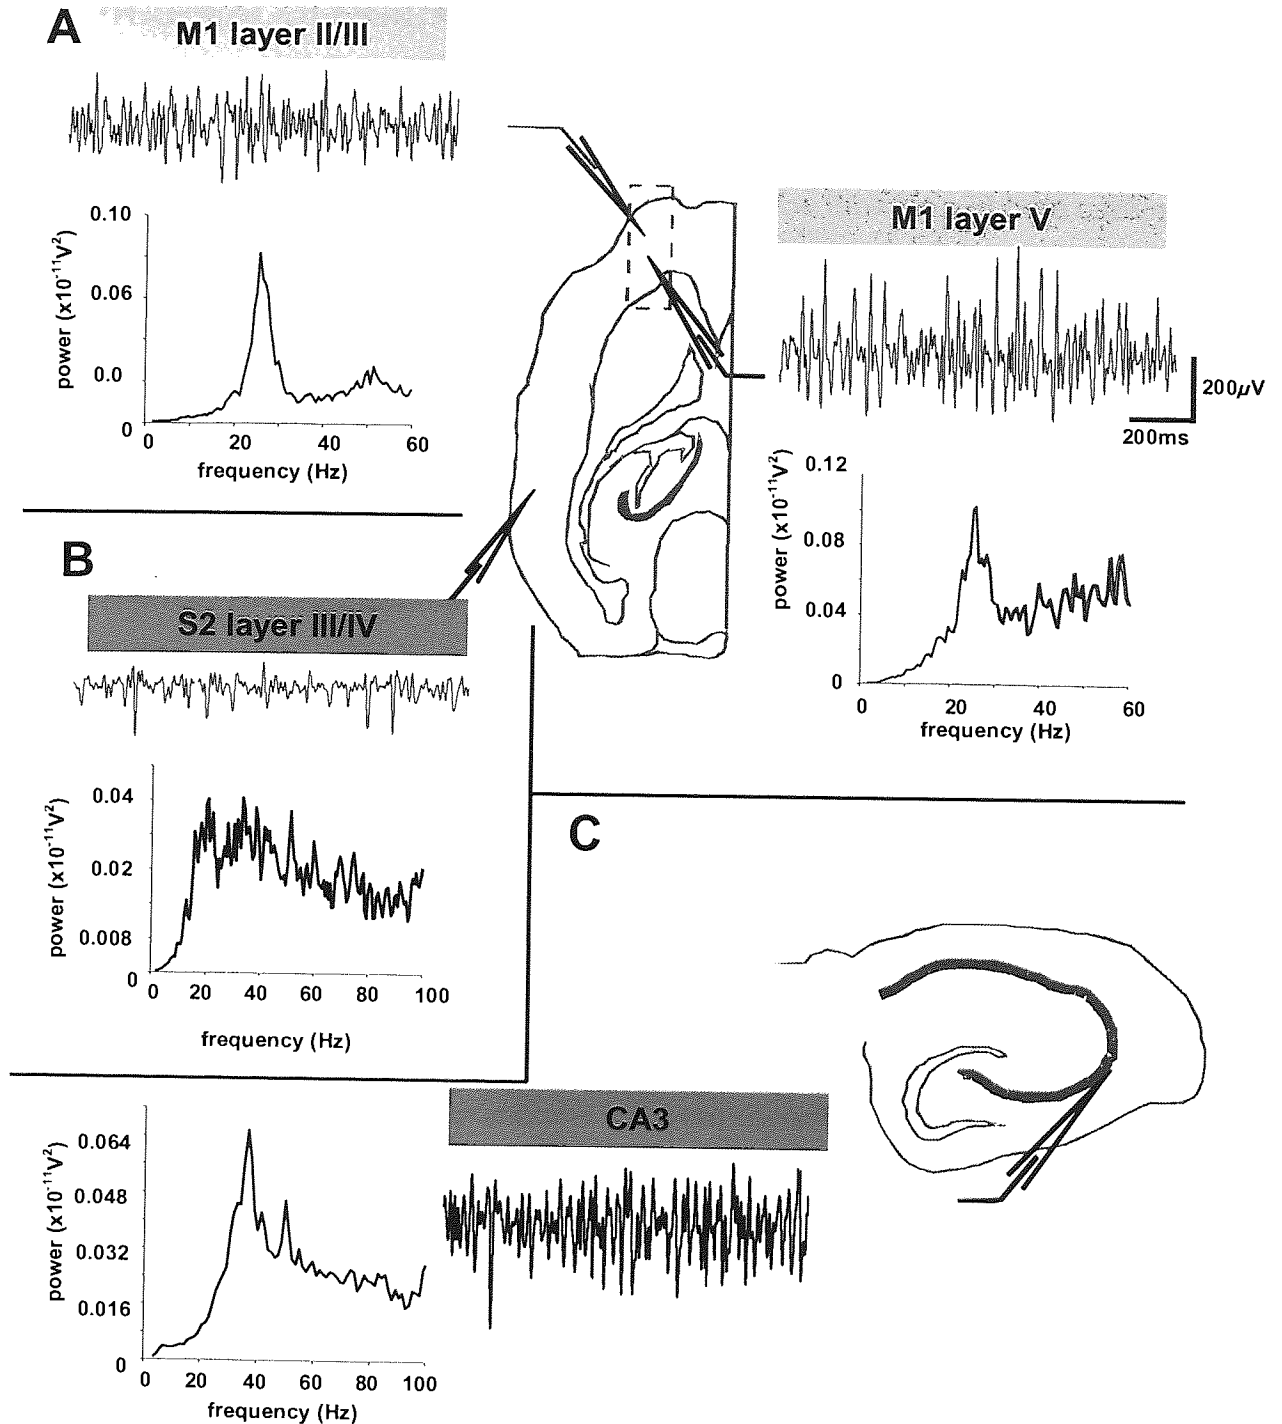 A
M1 layer II/III
0.10
0.06
0.0
0
power (x10⁻¹¹V²)
0 20 40 60
frequency (Hz)
M1 layer V
200µV
200ms
0.12
0.08
0.04
0
power (x10⁻¹¹V²)
0 20 40 60
frequency (Hz)
B
S2 layer III/IV
0.04
0.02
0.008
0
power (x10⁻¹¹V²)
0 20 40 60 80 100
frequency (Hz)
C
CA3
0.064
0.048
0.032
0.016
0
power (x10⁻¹¹V²)
0 20 40 60 80 100
frequency (Hz)